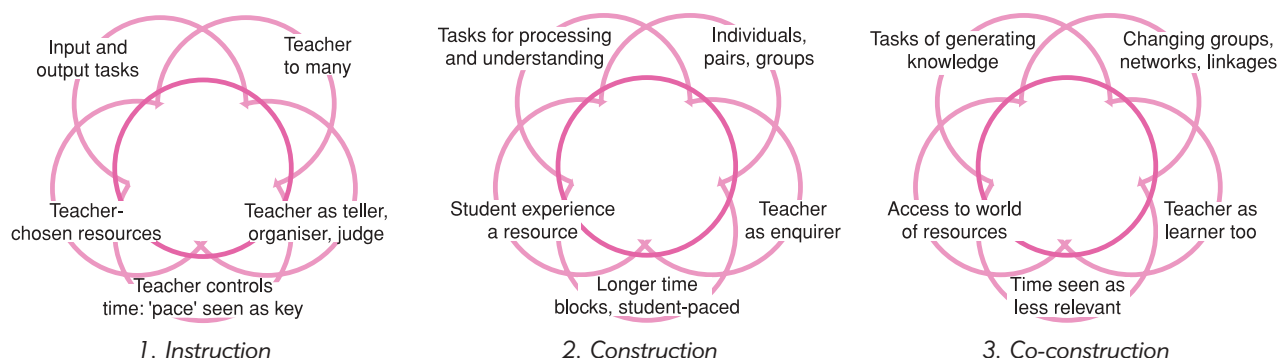 Input and
output tasks
Teacher
to many
Teacher-
chosen resources
Teacher as teller,
organiser, judge
Teacher controls
time: 'pace' seen as key
1. Instruction
Tasks for processing
and understanding
Individuals,
pairs, groups
Student experience
a resource
Teacher
as enquirer
Longer time
blocks, student-paced
2. Construction
Tasks of generating
knowledge
Changing groups,
networks, linkages
Access to world
of resources
Teacher as
learner too
Time seen as
less relevant
3. Co-construction